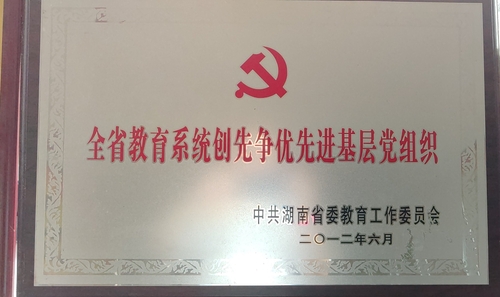 全省教育系统创先争优先进基层党组织
中共湖南省委教育工作委员会
二〇一二年六月